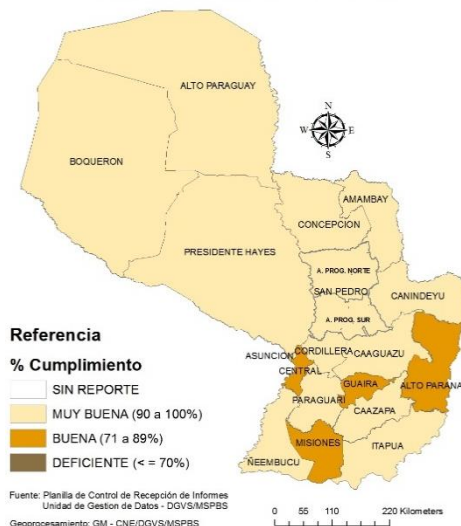 ALTO PARAGUAY
N
W E
S
BOQUERON
AMAMBAY
CONCEPCION
PRESIDENTE HAYES
A. PROG. NORTE
SAN PEDRO
CANINDEYU
A. PROG. SUR
Referencia
% Cumplimiento
ASUNCION
CORDILLERA
CAAGUAZU
CENTRAL
SIN REPORTE
GUAIRA
ALTO PARANA
PARAGUARI
MUY BUENA (90 a 100%)
CAAZAPA
BUENA (71 a 89%)
MISIONES
ITAPUA
ÑEEMBUCU
DEFICIENTE (< = 70%)
Fuente: Planilla de Control de Recepción de Informes
Unidad de Gestion de Datos - DGVS/MSPBS
Georprocesamiento: GM - CNE/DGVS/MSPBS
0 55 110 220 Kilometers